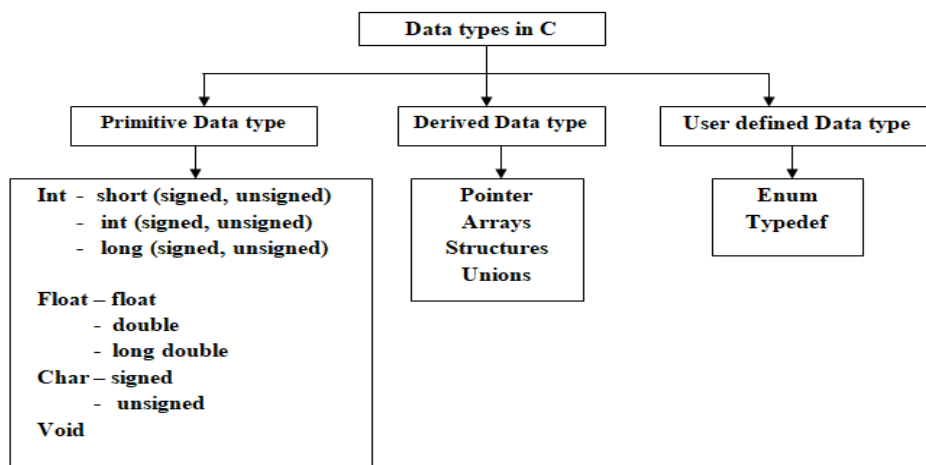 Data types in C
Primitive Data type
Derived Data type
User defined Data type
Int - short (signed, unsigned)
- int (signed, unsigned)
- long (signed, unsigned)
Float – float
- double
- long double
Char – signed
- unsigned
Void
Pointer
Arrays
Structures
Unions
Enum
Typedef